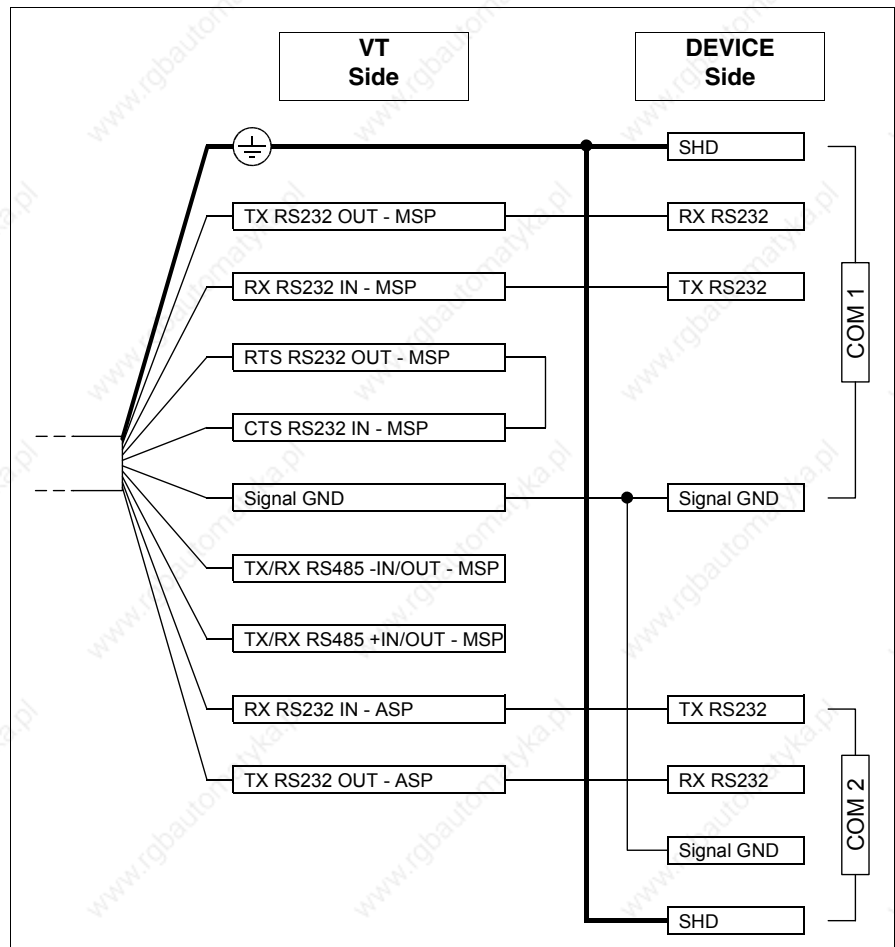 VT
Side
DEVICE
Side
SHD
TX RS232 OUT - MSP
RX RS232
RX RS232 IN - MSP
TX RS232
RTS RS232 OUT - MSP
COM 1
CTS RS232 IN - MSP
Signal GND
Signal GND
TX/RX RS485 -IN/OUT - MSP
TX/RX RS485 +IN/OUT - MSP
RX RS232 IN - ASP
TX RS232
TX RS232 OUT - ASP
RX RS232
COM 2
Signal GND
SHD
www.rgbautomatyka.pl